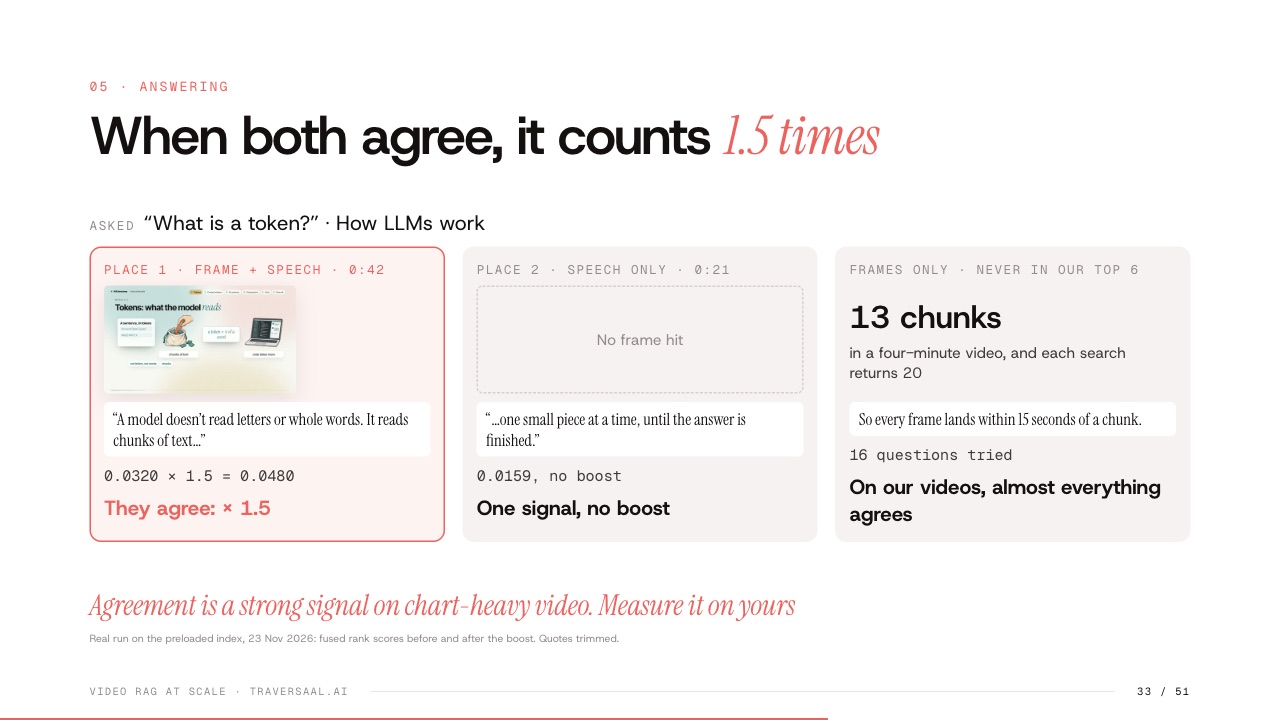 05 · ANSWERING
When both agree, it counts 1.5 times
ASKED “What is a token?” · How LLMs work
PLACE 1 · FRAME + SPEECH · 0:42
Tokens: what the model reads
“A model doesn’t read letters or whole words. It reads
chunks of text…”
0.0320 × 1.5 = 0.0480
They agree: × 1.5
PLACE 2 · SPEECH ONLY · 0:21
No frame hit
“…one small piece at a time, until the answer is
finished.”
0.0159, no boost
One signal, no boost
FRAMES ONLY · NEVER IN OUR TOP 6
13 chunks
in a four–minute video, and each search
returns 20
So every frame lands within 15 seconds of a chunk.
16 questions tried
On our videos, almost everything
agrees
Agreement is a strong signal on chart-heavy video. Measure it on yours
Real run on the preloaded index, 23 Nov 2026: fused rank scores before and after the boost. Quotes trimmed.
VIDEO RAG AT SCALE · TRAVERSAAL.AI
33 / 51